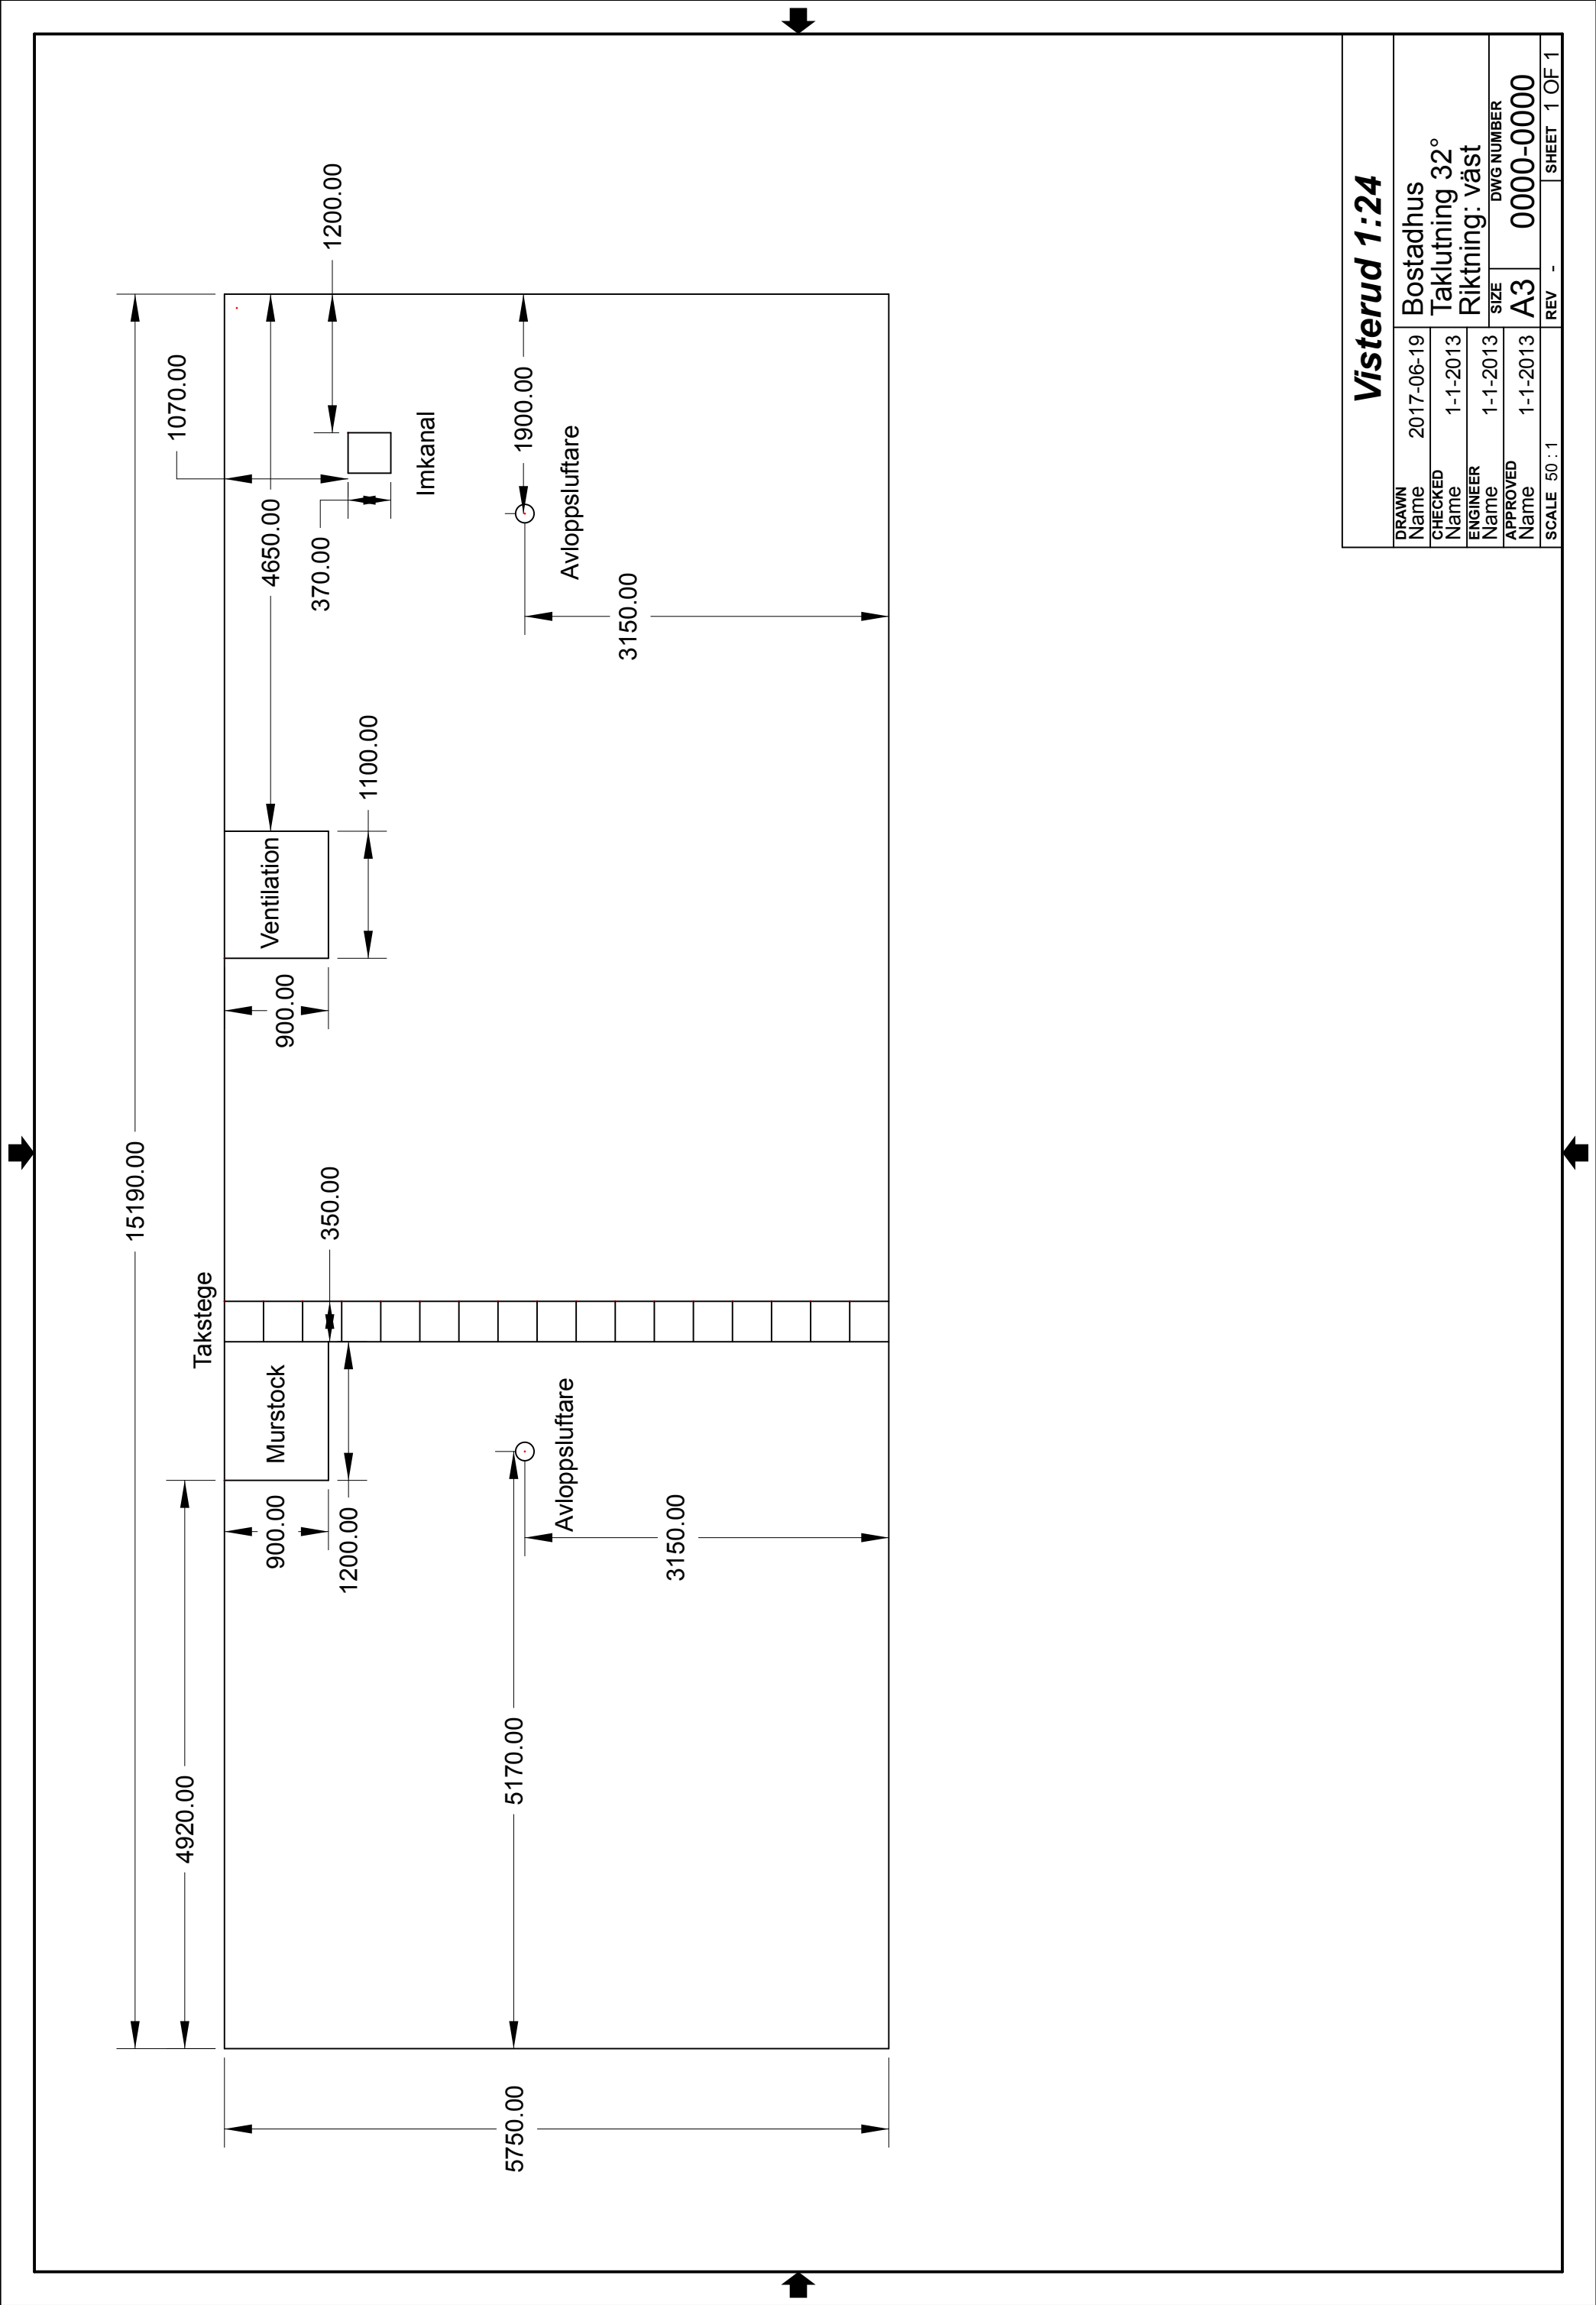 15190.00
4920.00
Takstege
1070.00
1200.00
Murstock
900.00
1200.00
350.00
Ventilation
900.00
1100.00
4650.00
370.00
Imkanal
5750.00
5170.00
Avloppsluftare
3150.00
1900.00
Avloppsluftare
3150.00
Visterud 1:24
DRAWN
Name 2017-06-19
CHECKED
Name 1-1-2013
ENGINEER
Name 1-1-2013
APPROVED
Name 1-1-2013
Bostadhus
Taklutning 32°
Riktning: väst
SIZE
A3
DWG NUMBER
0000-0000
SCALE 50 : 1
REV -
SHEET 1 OF 1